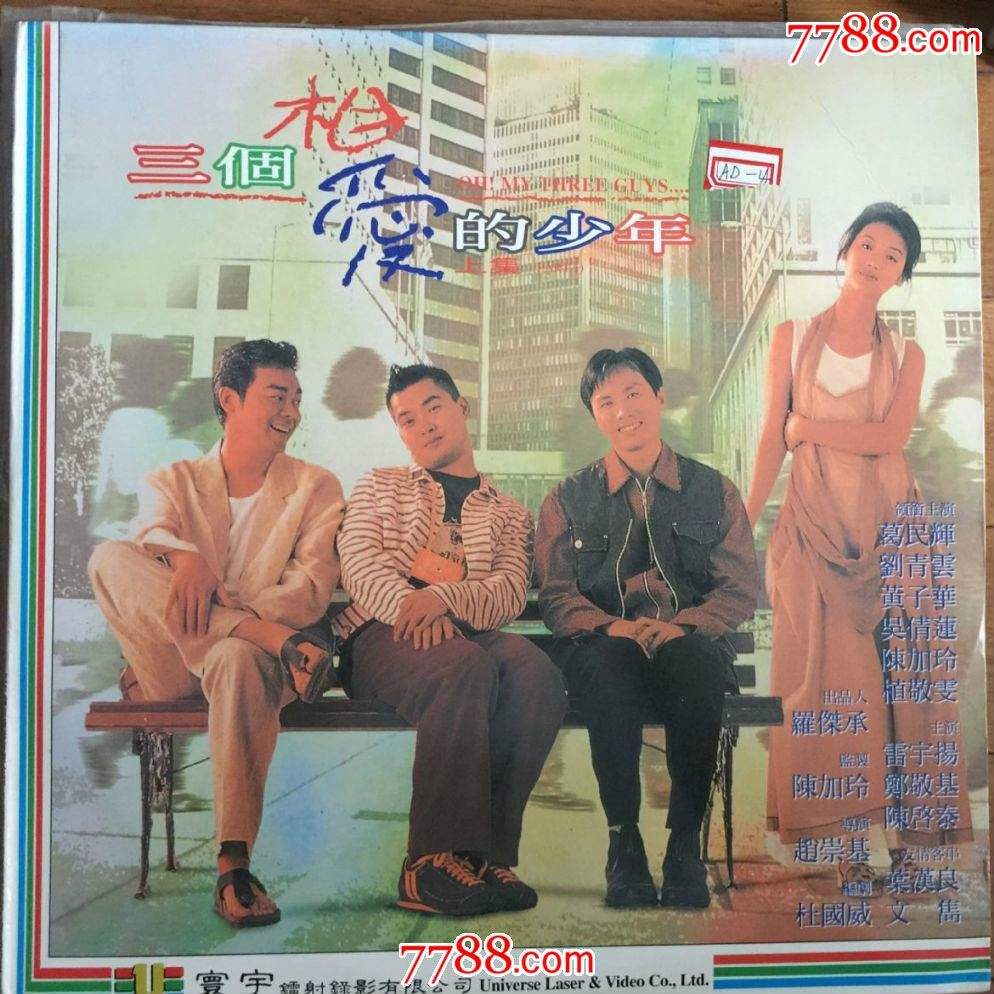 7788.com
三個相愛的少年
OH! MY THREE GUYS....
AD-4
上集
領銜主演
葛民輝
劉青雲
黃子華
吳倩蓮
陳加玲
植敬雯
出品人
羅傑承
主演
雷宇揚
監製
陳加玲 鄭敬基
陳啓泰
導演
趙崇基
友情客串
編劇 葉漢良
杜國威 文雋
7788.com
寰宇鐳射錄影有限公司 Universe Laser & Video Co., Ltd.